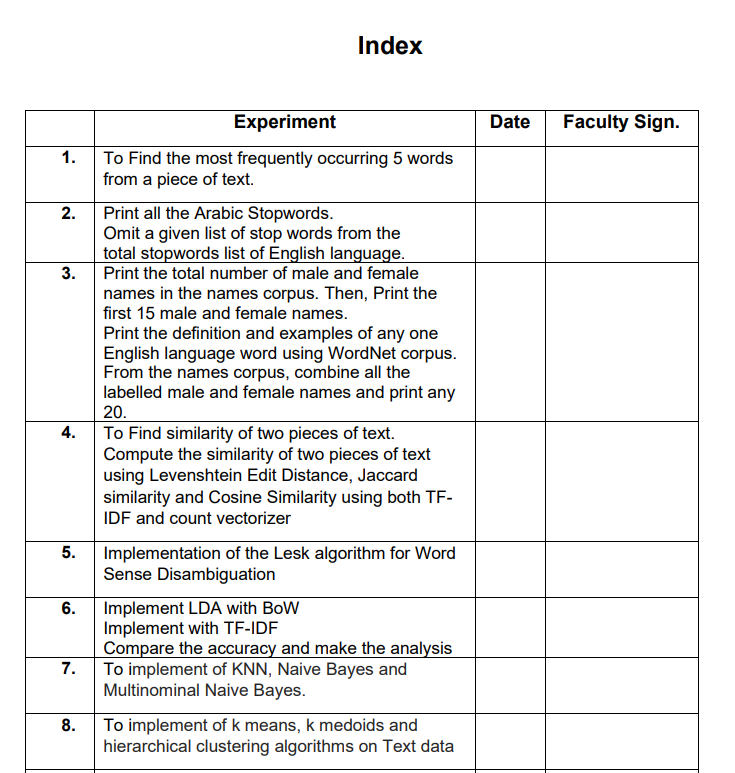 Index
Experiment Date Faculty Sign.
1. To Find the most frequently occurring 5 words
from a piece of text.
2. Print all the Arabic Stopwords.
Omit a given list of stop words from the
total stopwords list of English language.
3. Print the total number of male and female
names in the names corpus. Then, Print the
first 15 male and female names.
Print the definition and examples of any one
English language word using WordNet corpus.
From the names corpus, combine all the
labelled male and female names and print any
20.
4. To Find similarity of two pieces of text.
Compute the similarity of two pieces of text
using Levenshtein Edit Distance, Jaccard
similarity and Cosine Similarity using both TF-
IDF and count vectorizer
5. Implementation of the Lesk algorithm for Word
Sense Disambiguation
6. Implement LDA with BoW
Implement with TF-IDF
Compare the accuracy and make the analysis
7. To implement of KNN, Naive Bayes and
Multinominal Naive Bayes.
8. To implement of k means, k medoids and
hierarchical clustering algorithms on Text data